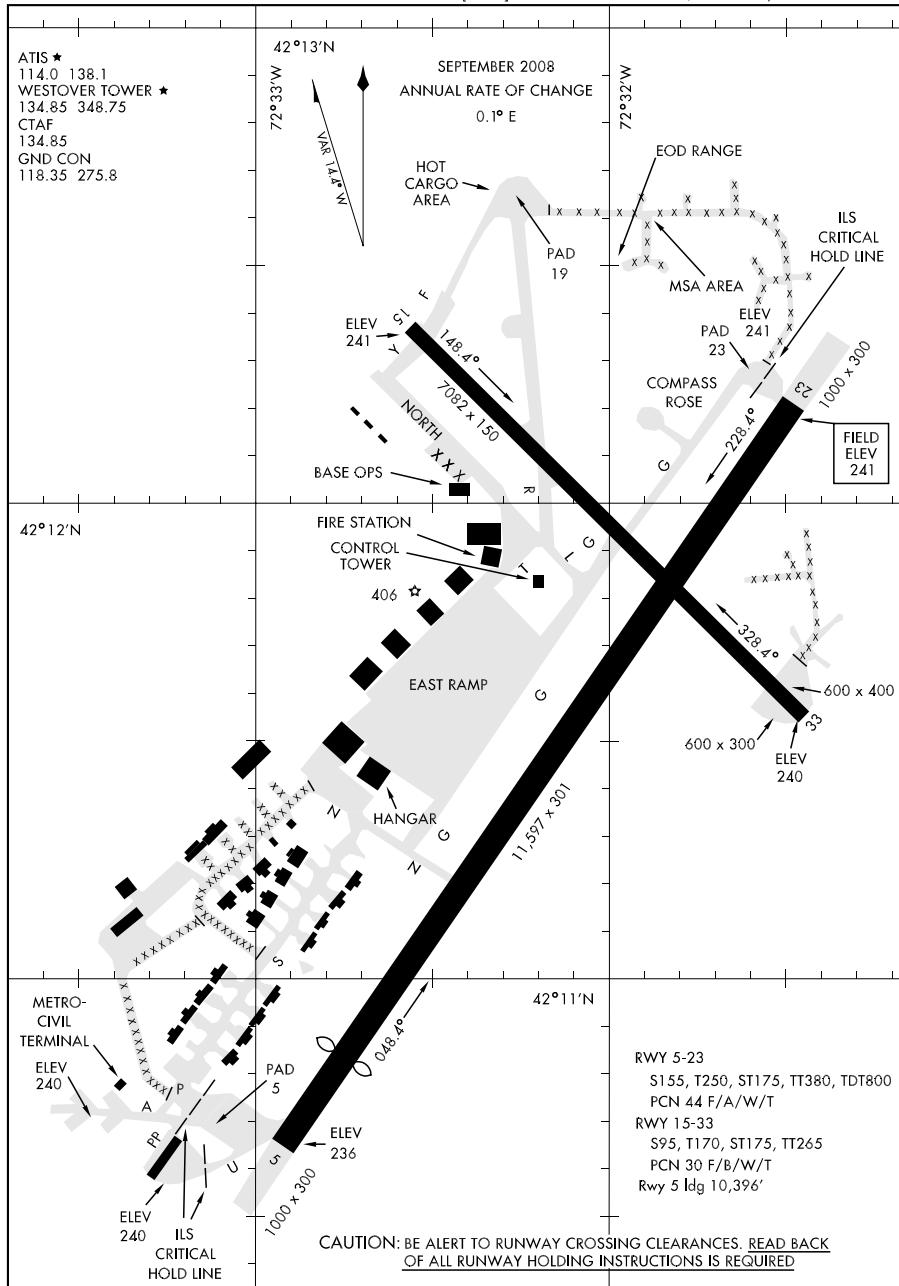 ATIS ★
114.0 138.1
WESTOVER TOWER ★
134.85 348.75
CTAF
134.85
GND CON
118.35 275.8
42°13'N
72°33'W
VAR 14.4° W
SEPTEMBER 2008
ANNUAL RATE OF CHANGE
0.1° E
72°32'W
EOD RANGE
HOT
CARGO
AREA
ILS
CRITICAL
HOLD LINE
PAD
19
MSA AREA
F
15
Y
ELEV
241
148.4°
7082 x 150
ELEV
241
PAD
23
COMPASS
ROSE
23
1000 x 300
228.4°
NORTH
X X X
G
FIELD
ELEV
241
BASE OPS
R
42°12'N
FIRE STATION
CONTROL
TOWER
G
L
T
406
328.4°
EAST RAMP
600 x 400
G
33
600 x 300
ELEV
240
G
11,597 x 301
HANGAR
Z
G
Z
S
42°11'N
METRO-
CIVIL
TERMINAL
048.4°
ELEV
240
PAD
5
P
A
PP
U
5
ELEV
236
1000 x 300
ELEV
240
ILS
CRITICAL
HOLD LINE
RWY 5-23
S155, T250, ST175, TT380, TDT800
PCN 44 F/A/W/T
RWY 15-33
S95, T170, ST175, TT265
PCN 30 F/B/W/T
Rwy 5 ldg 10,396'
CAUTION: BE ALERT TO RUNWAY CROSSING CLEARANCES. READ BACK
OF ALL RUNWAY HOLDING INSTRUCTIONS IS REQUIRED